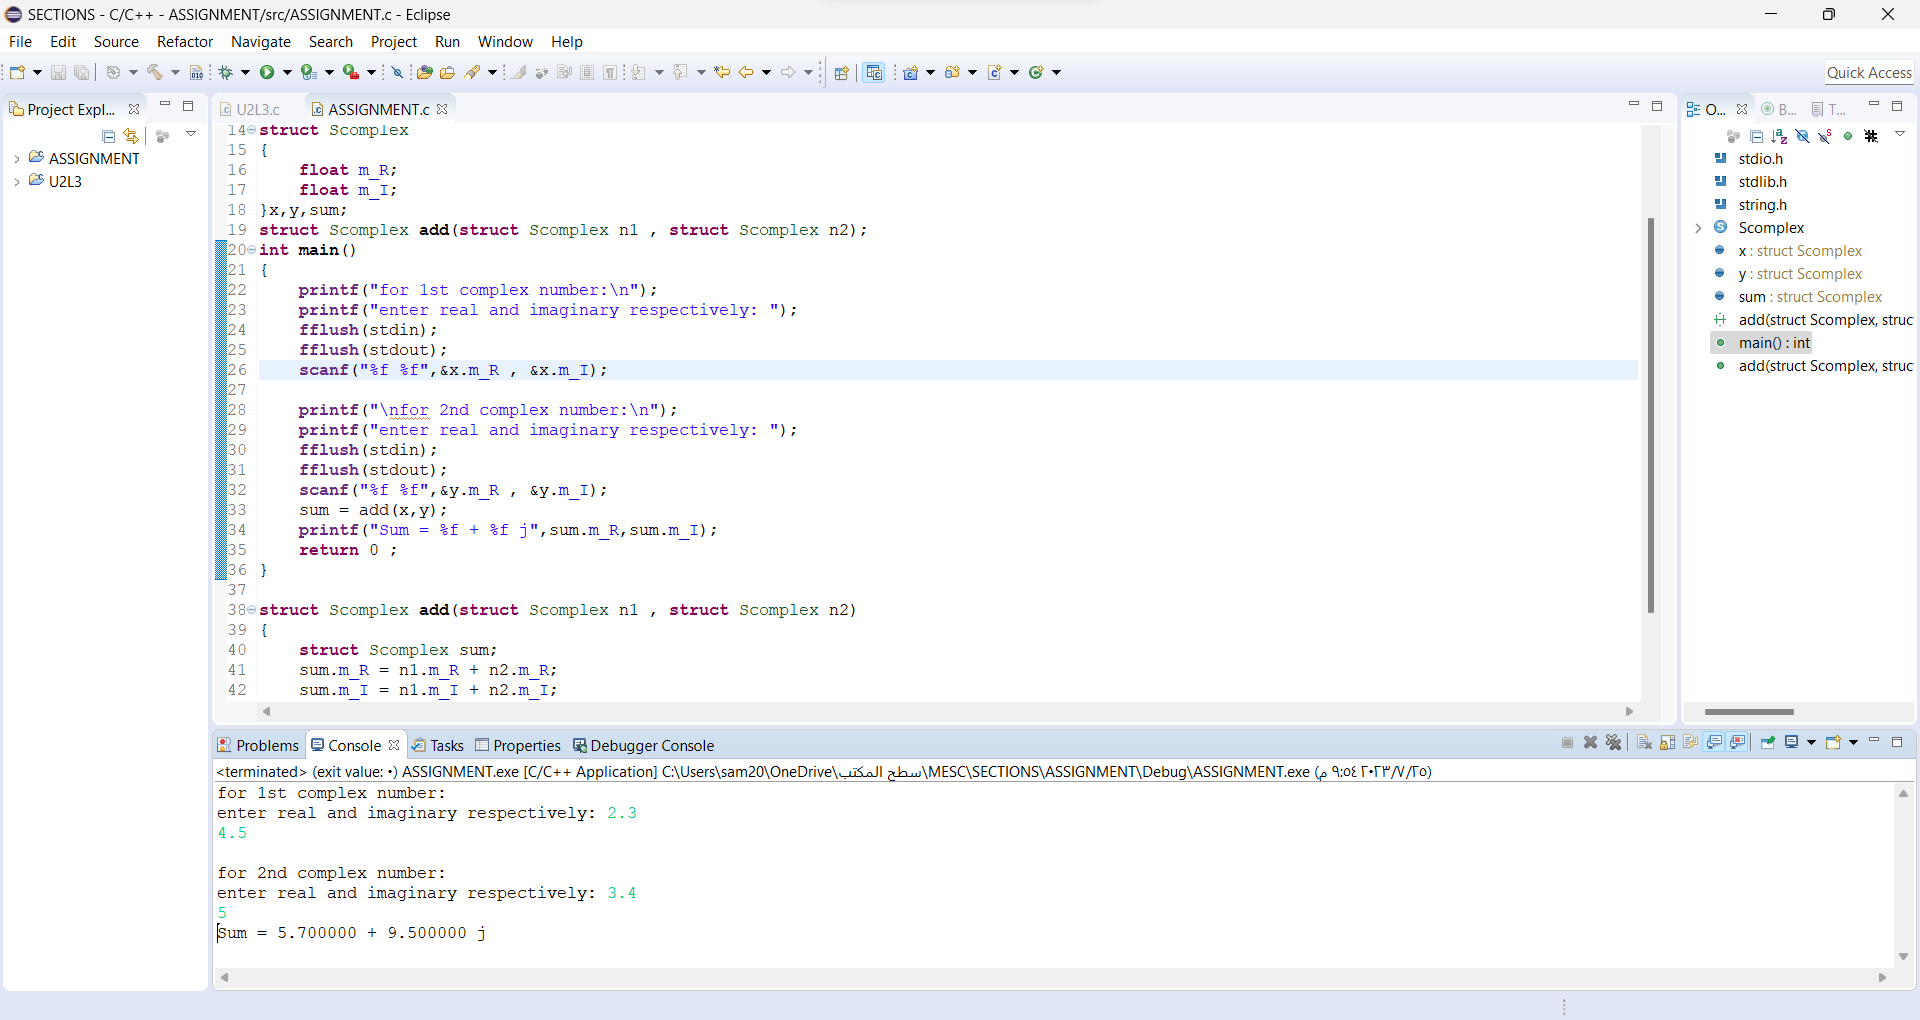 SECTIONS - C/C++ - ASSIGNMENT/src/ASSIGNMENT.c - Eclipse
File Edit Source Refactor Navigate Search Project Run Window Help
Quick Access
Project Expl...
ASSIGNMENT
U2L3
U2L3.c ASSIGNMENT.c
14 struct Scomplex
15 {
16 float m_R;
17 float m_I;
18 }x,y,sum;
19 struct Scomplex add(struct Scomplex n1 , struct Scomplex n2);
20 int main()
21 {
22 printf("for 1st complex number:\n");
23 printf("enter real and imaginary respectively: ");
24 fflush(stdin);
25 fflush(stdout);
26 scanf("%f %f",&x.m_R , &x.m_I);
27
28 printf("\nfor 2nd complex number:\n");
29 printf("enter real and imaginary respectively: ");
30 fflush(stdin);
31 fflush(stdout);
32 scanf("%f %f",&y.m_R , &y.m_I);
33 sum = add(x,y);
34 printf("Sum = %f + %f j",sum.m_R,sum.m_I);
35 return 0 ;
36 }
37
38 struct Scomplex add(struct Scomplex n1 , struct Scomplex n2)
39 {
40 struct Scomplex sum;
41 sum.m_R = n1.m_R + n2.m_R;
42 sum.m_I = n1.m_I + n2.m_I;
O... B... T...
stdio.h
stdlib.h
string.h
Scomplex
x : struct Scomplex
y : struct Scomplex
sum : struct Scomplex
add(struct Scomplex, struc
main() : int
add(struct Scomplex, struc
Problems Console Tasks Properties Debugger Console
<terminated> (exit value: ٠) ASSIGNMENT.exe [C/C++ Application] C:\Users\sam20\OneDrive\سطح المكتب\MESC\SECTIONS\ASSIGNMENT\Debug\ASSIGNMENT.exe (٢٥‏/٧‏/٢٠٢٣ ٩:٥٤ م)
for 1st complex number:
enter real and imaginary respectively: 2.3
4.5
for 2nd complex number:
enter real and imaginary respectively: 3.4
5
Sum = 5.700000 + 9.500000 j